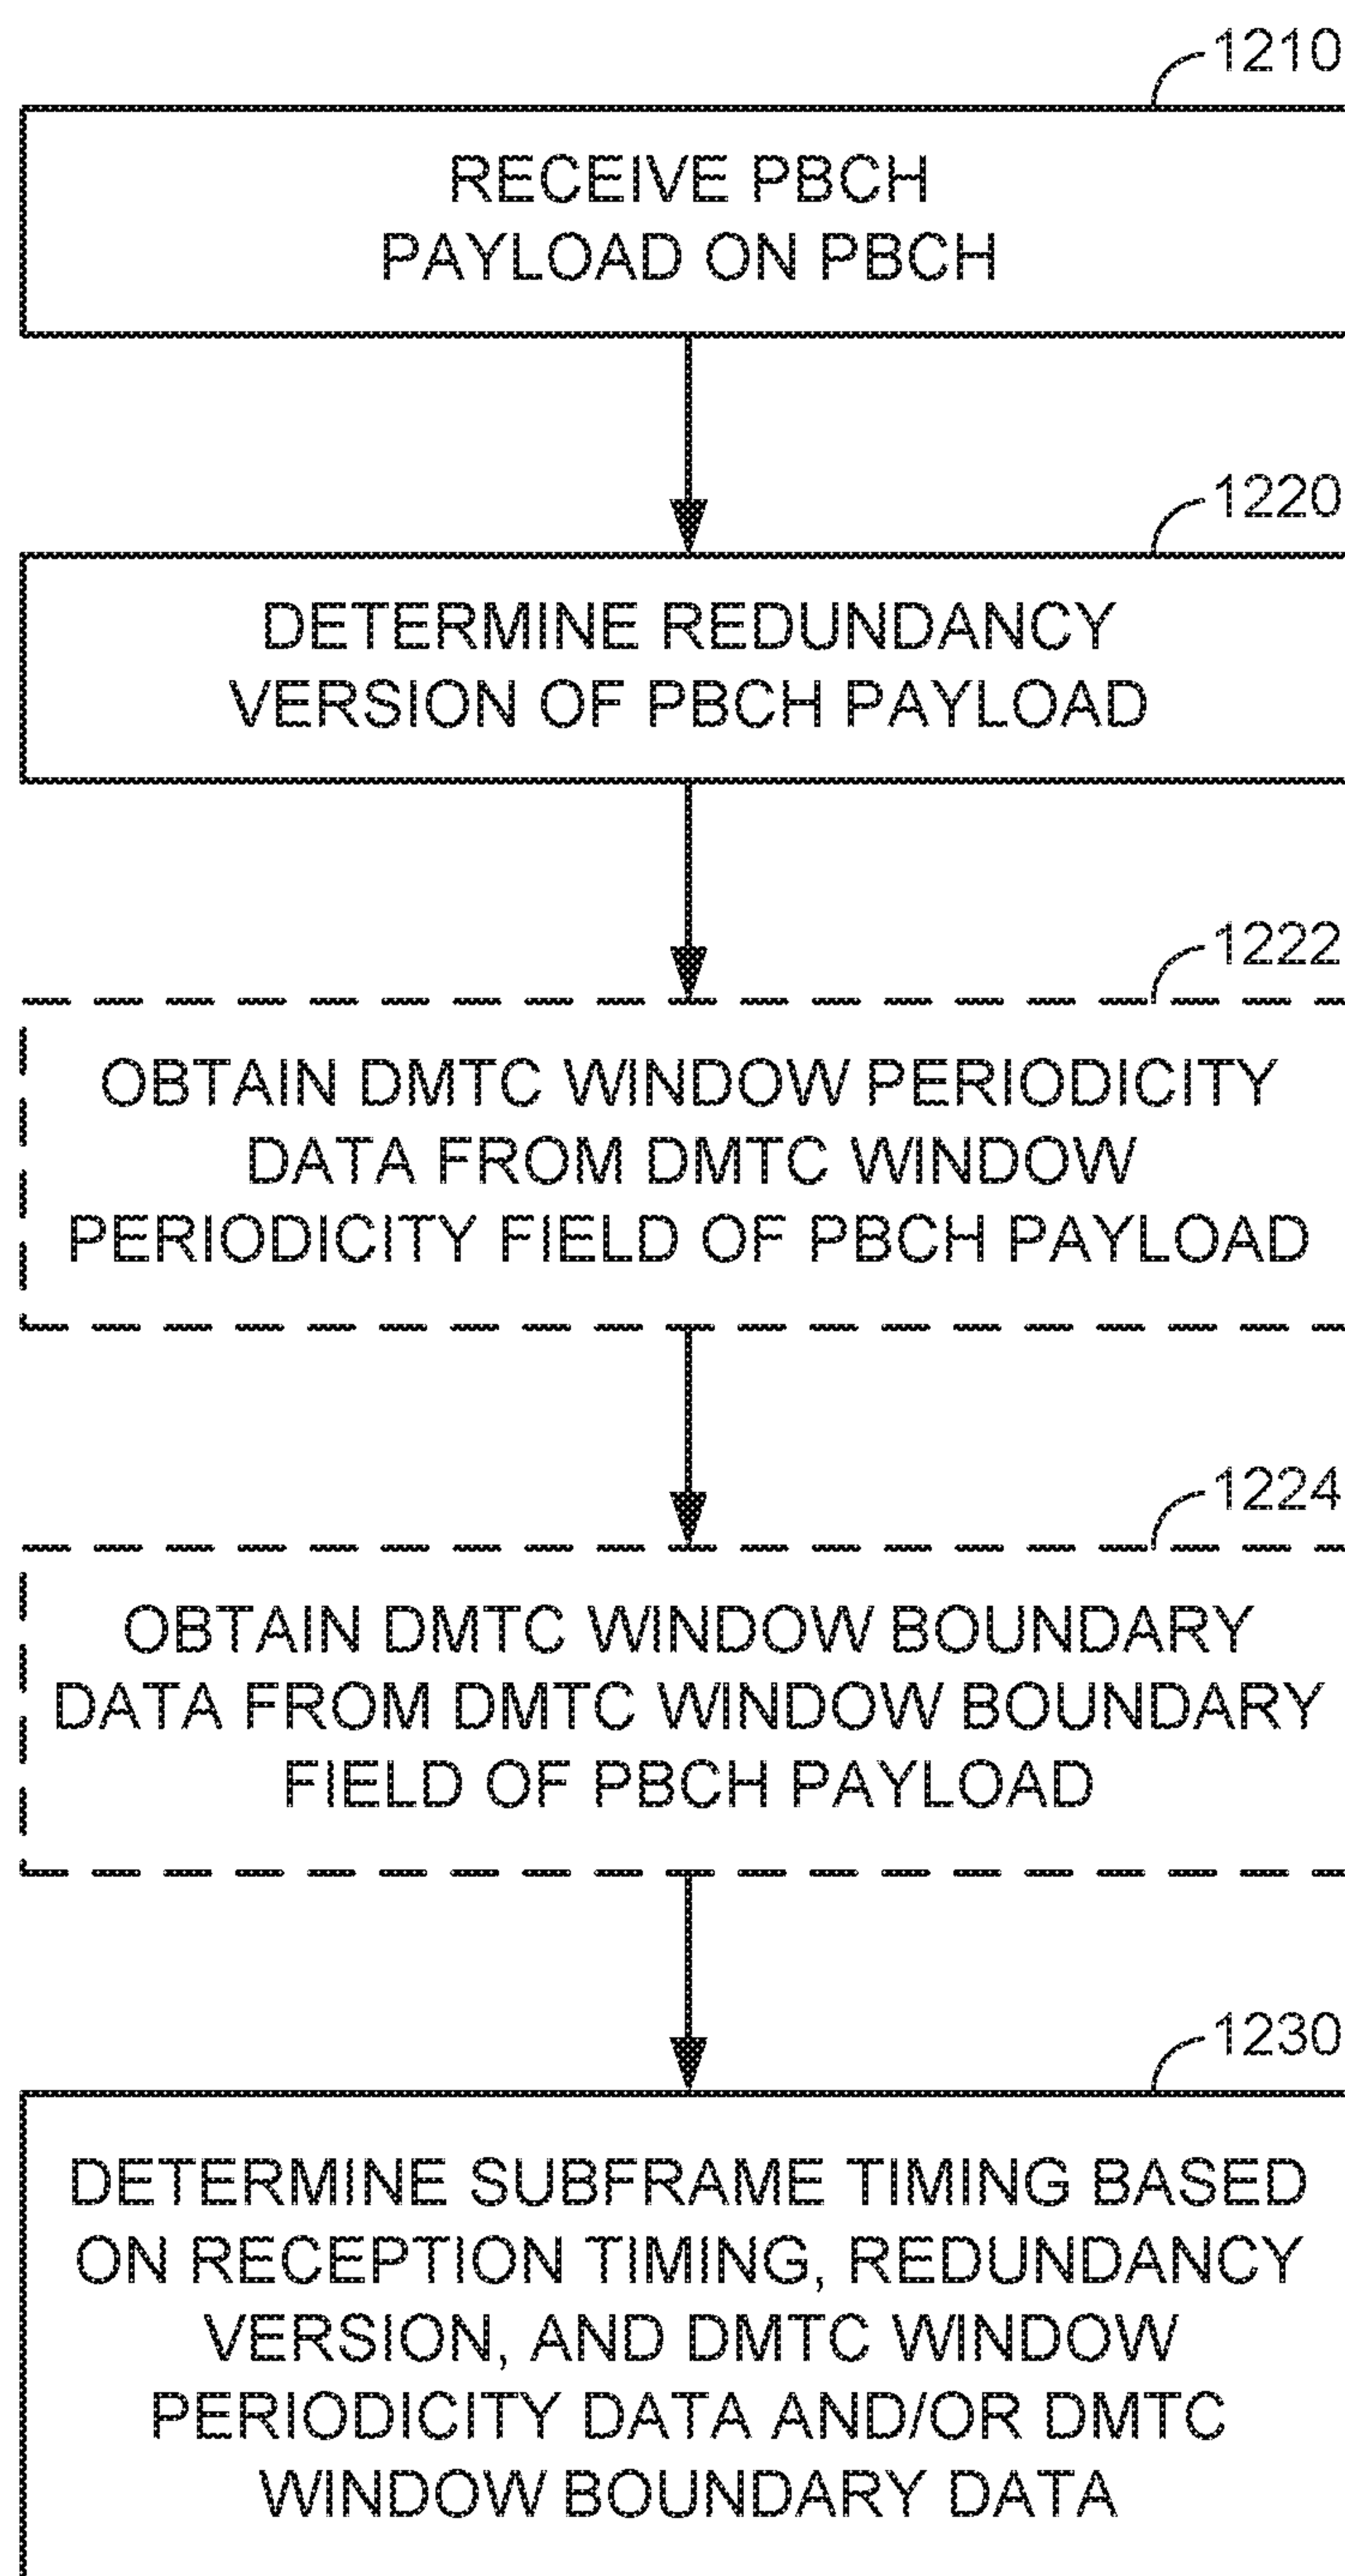 1210
RECEIVE PBCH
PAYLOAD ON PBCH
1220
DETERMINE REDUNDANCY
VERSION OF PBCH PAYLOAD
1222
OBTAIN DMTC WINDOW PERIODICITY
DATA FROM DMTC WINDOW
PERIODICITY FIELD OF PBCH PAYLOAD
1224
OBTAIN DMTC WINDOW BOUNDARY
DATA FROM DMTC WINDOW BOUNDARY
FIELD OF PBCH PAYLOAD
1230
DETERMINE SUBFRAME TIMING BASED
ON RECEPTION TIMING, REDUNDANCY
VERSION, AND DMTC WINDOW
PERIODICITY DATA AND/OR DMTC
WINDOW BOUNDARY DATA